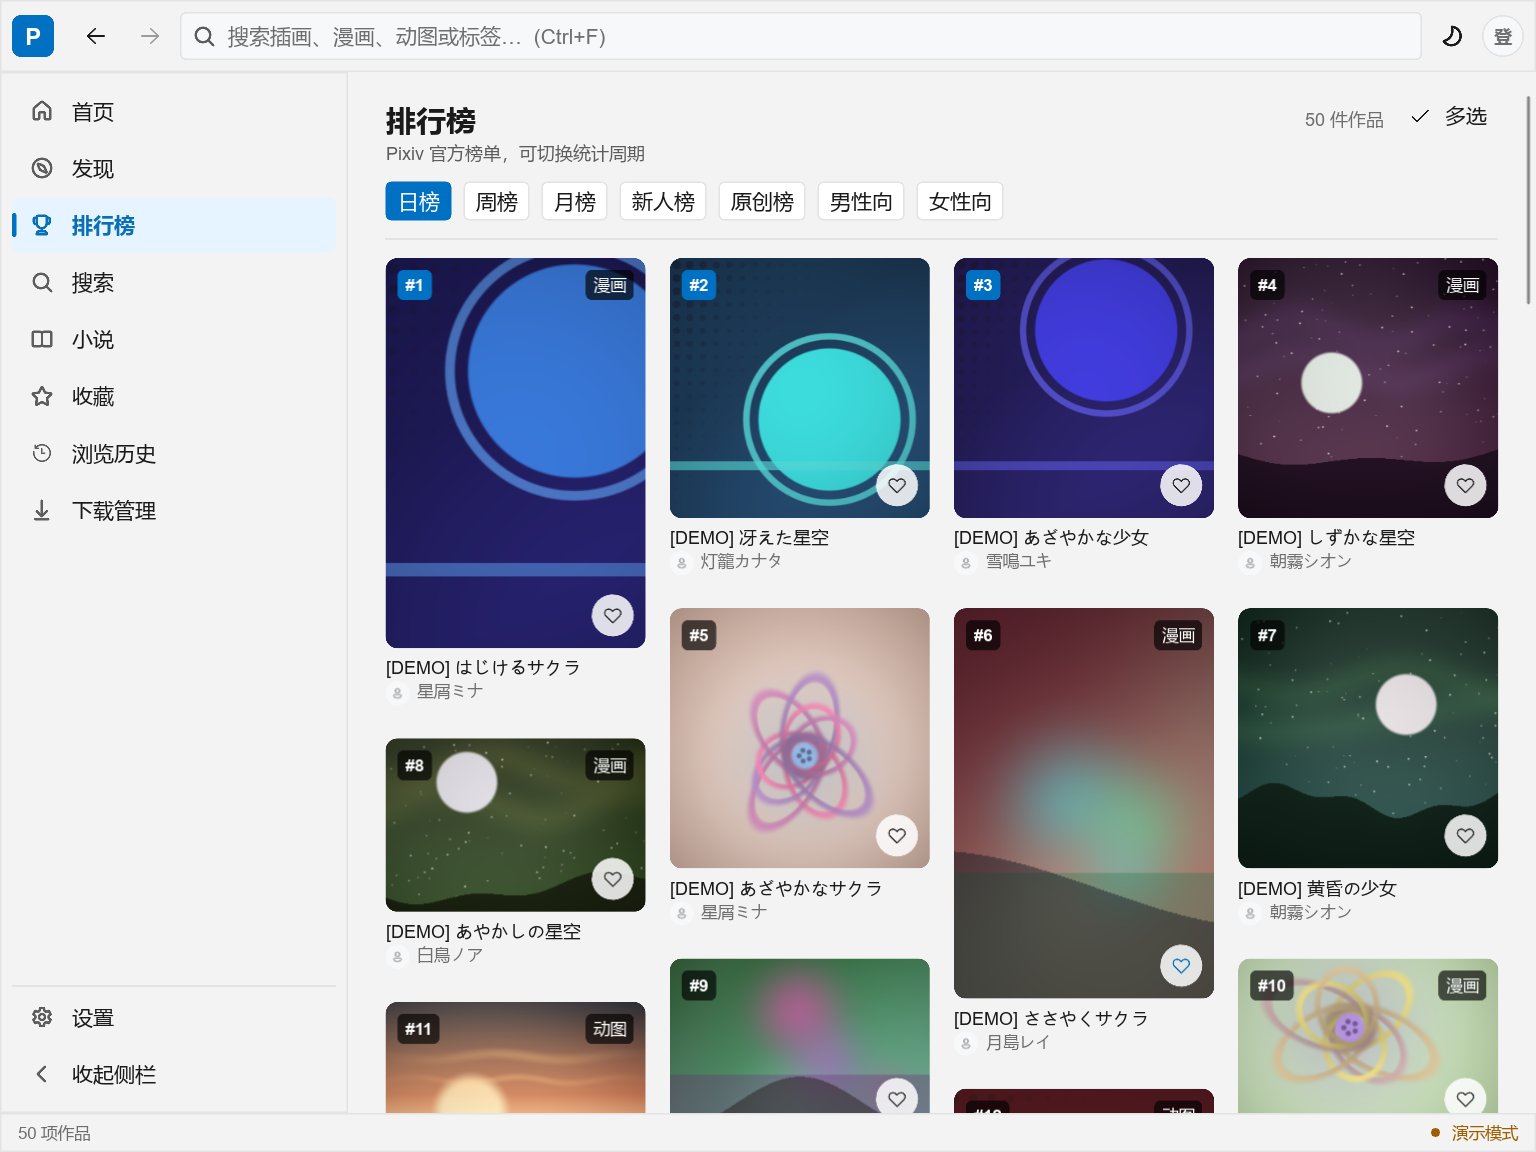 P
搜索插画、漫画、动图或标签… (Ctrl+F)
登
首页
发现
排行榜
搜索
小说
收藏
浏览历史
下载管理
设置
收起侧栏
排行榜
Pixiv 官方榜单，可切换统计周期
50 件作品
多选
日榜
周榜
月榜
新人榜
原创榜
男性向
女性向
#1
漫画
[DEMO] はじけるサクラ
星屑ミナ
#2
[DEMO] 冴えた星空
灯籠カナタ
#3
[DEMO] あざやかな少女
雪鳴ユキ
#4
漫画
[DEMO] しずかな星空
朝霧シオン
#5
[DEMO] あざやかなサクラ
星屑ミナ
#6
漫画
[DEMO] ささやくサクラ
月島レイ
#7
[DEMO] 黄昏の少女
朝霧シオン
#8
漫画
[DEMO] あやかしの星空
白鳥ノア
#9
#10
漫画
#11
动图
50 项作品
演示模式